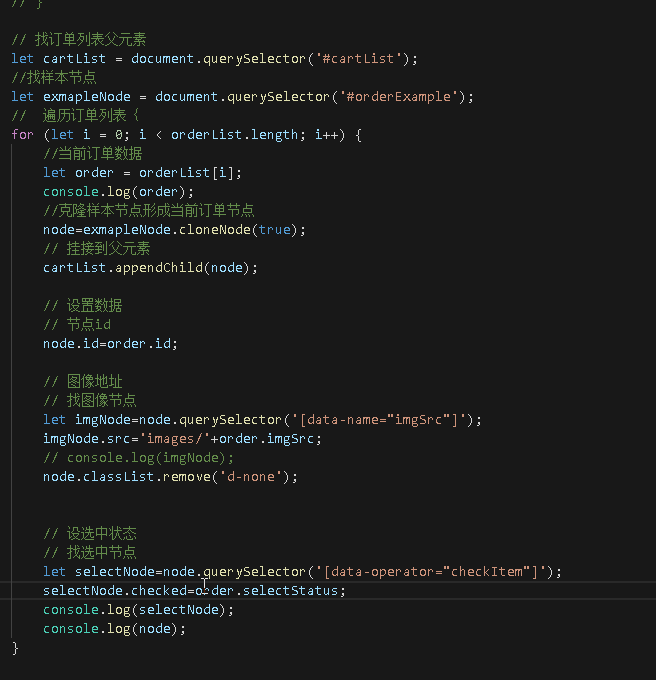 // }
// 找订单列表父元素
let cartList = document.querySelector('#cartList');
//找样本节点
let exmapleNode = document.querySelector('#orderExample');
//  遍历订单列表 {
for (let i = 0; i < orderList.length; i++) {
//当前订单数据
let order = orderList[i];
console.log(order);
//克隆样本节点形成当前订单节点
node=exmapleNode.cloneNode(true);
// 挂接到父元素
cartList.appendChild(node);
// 设置数据
// 节点id
node.id=order.id;
// 图像地址
// 找图像节点
let imgNode=node.querySelector('[data-name="imgSrc"]');
imgNode.src='images/'+order.imgSrc;
// console.log(imgNode);
node.classList.remove('d-none');
// 设选中状态
// 找选中节点
let selectNode=node.querySelector('[data-operator="checkItem"]');
selectNode.checked=order.selectStatus;
console.log(selectNode);
console.log(node);
}